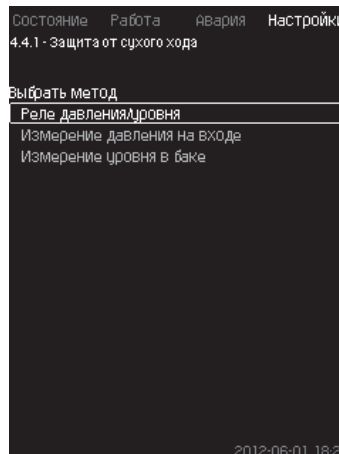 Состояние Работа Авария Настройки
4.4.1 - Защита от сухого хода
Выбрать метод
Реле давления/уровня
Измерение давления на входе
Измерение уровня в баке
2012-06-01 18:2